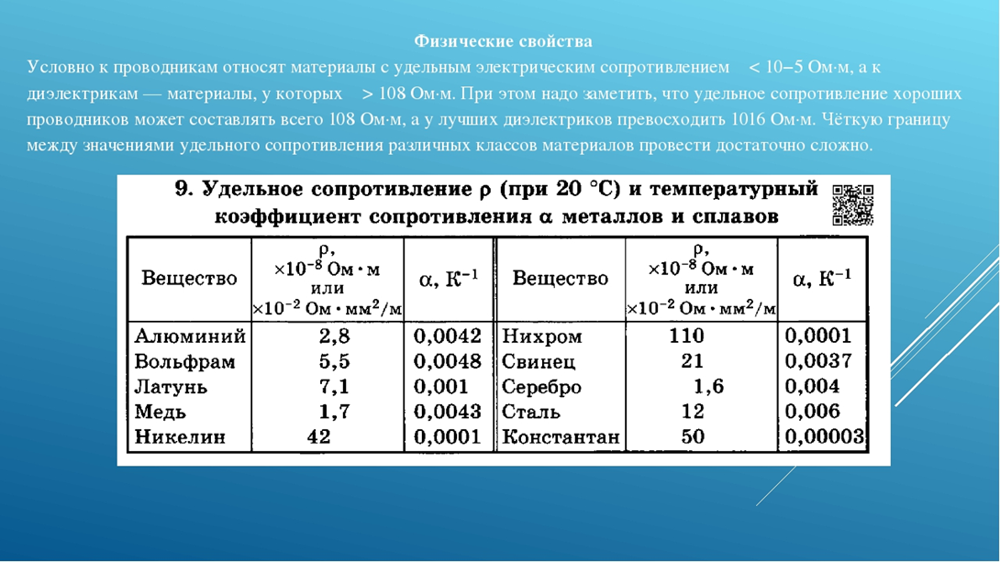 Физические свойства
Условно к проводникам относят материалы с удельным электрическим сопротивлением < 10−5 Ом·м, а к
диэлектрикам — материалы, у которых > 108 Ом·м. При этом надо заметить, что удельное сопротивление хороших
проводников может составлять всего 108 Ом·м, а у лучших диэлектриков превосходить 1016 Ом·м. Чёткую границу
между значениями удельного сопротивления различных классов материалов провести достаточно сложно.
9. Удельное сопротивление ρ (при 20 °C) и температурный
коэффициент сопротивления α металлов и сплавов
Вещество ρ, ×10⁻⁸ Ом·м или ×10⁻² Ом·мм²/м α, К⁻¹ Вещество ρ, ×10⁻⁸ Ом·м или ×10⁻² Ом·мм²/м α, К⁻¹
Алюминий 2,8 0,0042 Нихром 110 0,0001
Вольфрам 5,5 0,0048 Свинец 21 0,0037
Латунь 7,1 0,001 Серебро 1,6 0,004
Медь 1,7 0,0043 Сталь 12 0,006
Никелин 42 0,0001 Константан 50 0,00003